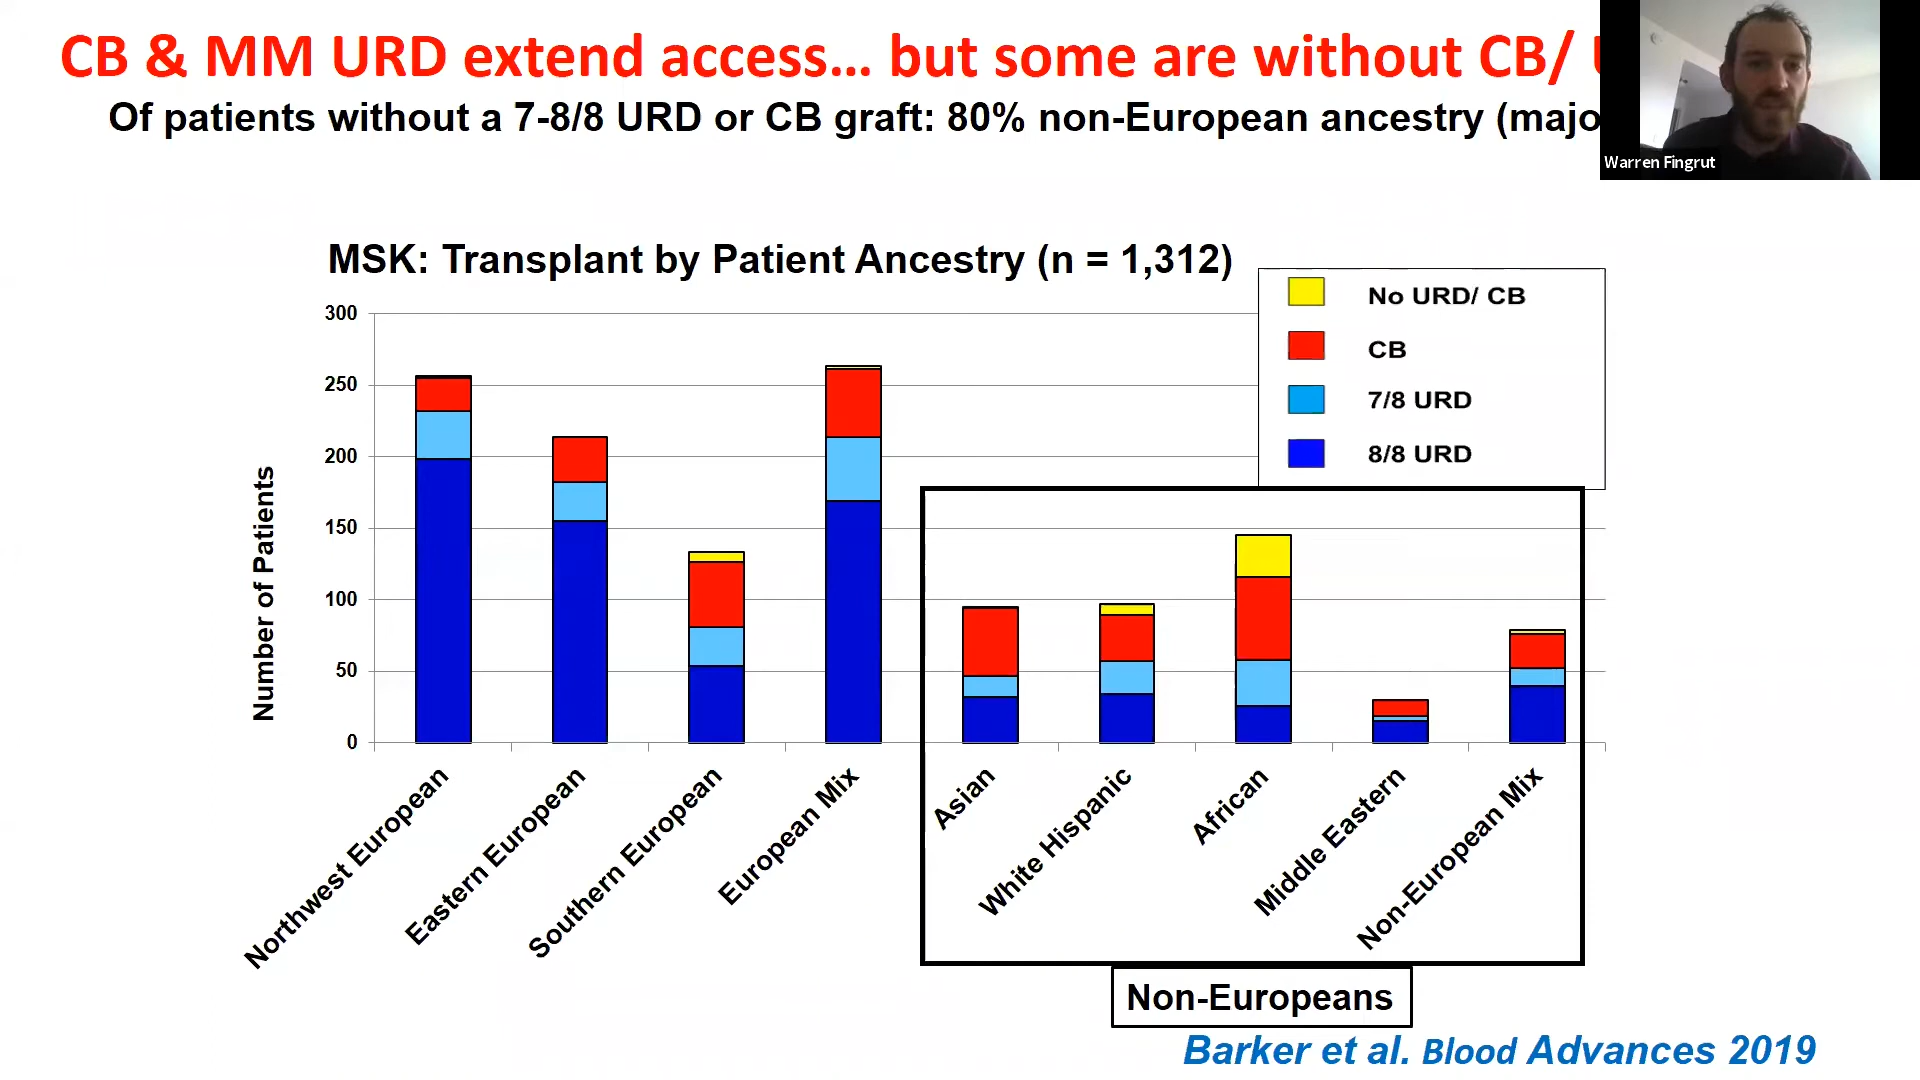 CB & MM URD extend access... but some are without CB/
Of patients without a 7-8/8 URD or CB graft: 80% non-European ancestry
Warren Fingrut
MSK: Transplant by Patient Ancestry (n = 1,312)
No URD/ CB
CB
7/8 URD
8/8 URD
Number of Patients
300
250
200
150
100
50
0
Northwest European
Eastern European
Southern European
European Mix
Asian
White Hispanic
African
Middle Eastern
Non-European Mix
Non-Europeans
Barker et al. Blood Advances 2019